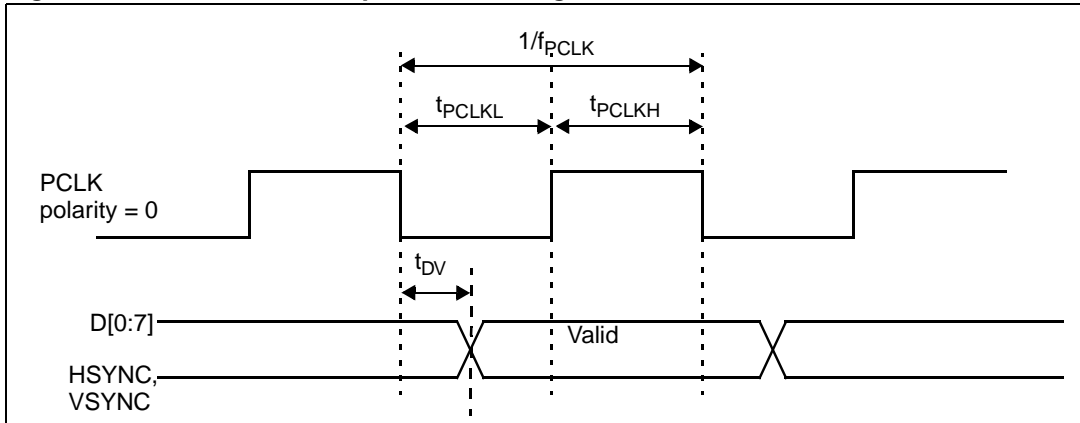 1/fPCLK
tPCLKL
tPCLKH
PCLK
polarity = 0
tDV
D[0:7]
Valid
HSYNC,
VSYNC